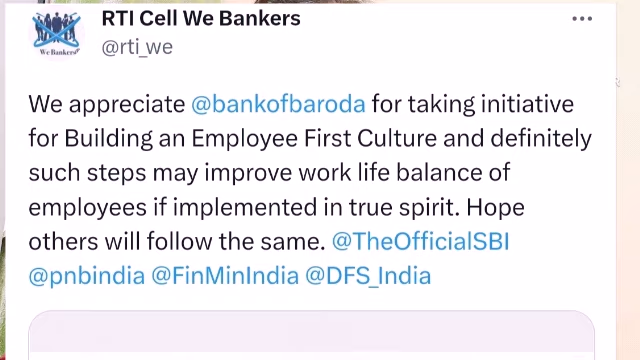 RTI Cell We Bankers
@rti_we
We Bankers
We appreciate @bankofbaroda for taking initiative
for Building an Employee First Culture and definitely
such steps may improve work life balance of
employees if implemented in true spirit. Hope
others will follow the same. @TheOfficialSBI
@pnbindia @FinMinIndia @DFS_India